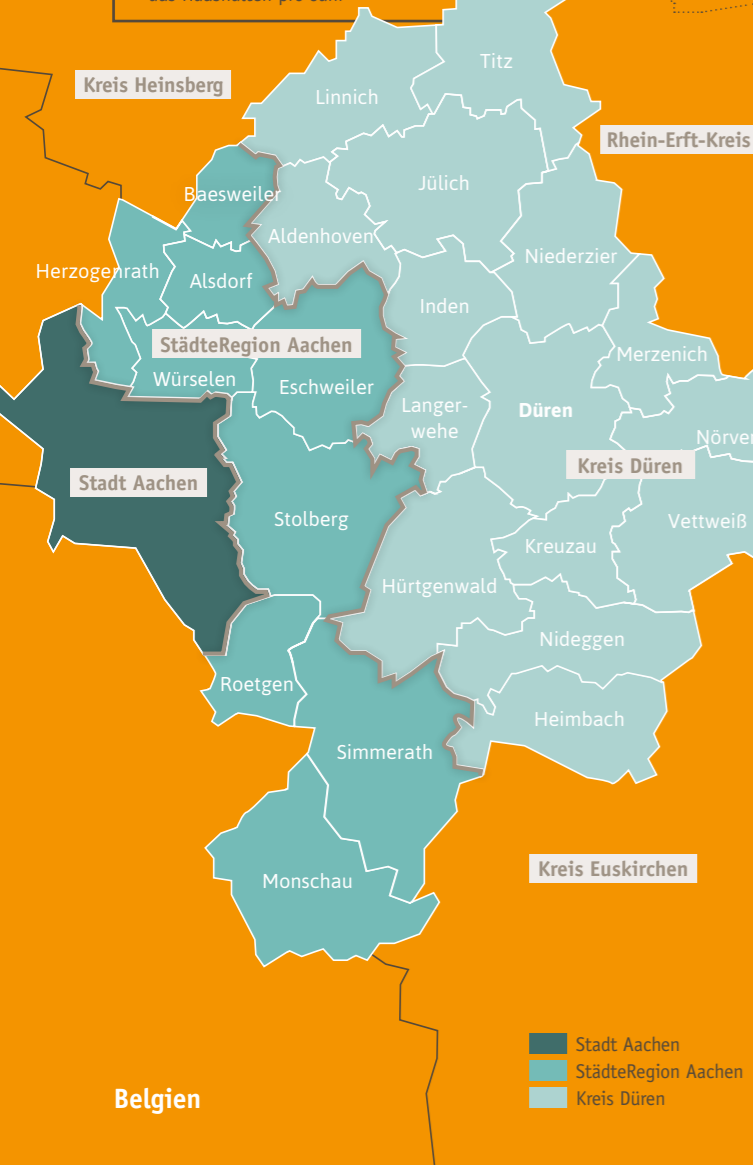 Titz
Kreis Heinsberg
Linnich
Rhein-Erft-Kreis
Jülich
Baesweiler
Aldenhoven
Niederzier
Herzogenrath
Alsdorf
Inden
StädteRegion Aachen
Merzenich
Würselen
Eschweiler
Langer-
wehe
Düren
Kreis Düren
Stadt Aachen
Stolberg
Vettweiß
Kreuzau
Hürtgenwald
Nideggen
Roetgen
Heimbach
Simmerath
Kreis Euskirchen
Monschau
Belgien
Stadt Aachen
StädteRegion Aachen
Kreis Düren